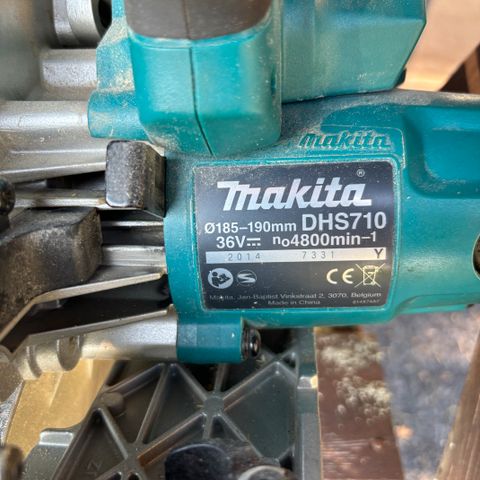 makita
makita®
Ø185-190mm DHS710
36V⎓ n₀4800min-1
2014 7331 Y
CE
Makita, Jan-Baptist Vinkstraat 2, 3070, Belgium
Made in China